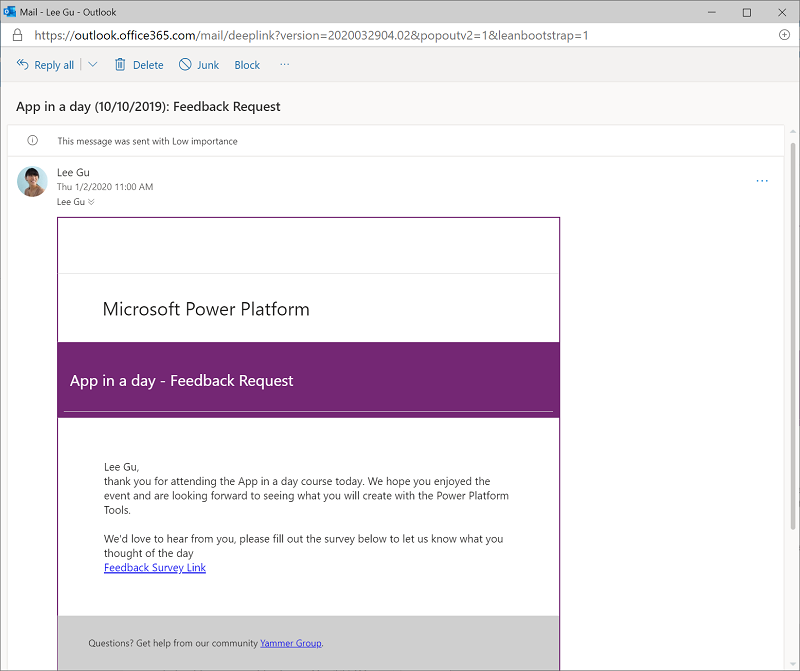 Mail - Lee Gu - Outlook
https://outlook.office365.com/mail/deeplink?version=2020032904.02&popoutv2=1&leanbootstrap=1
Reply all Delete Junk Block ...
App in a day (10/10/2019): Feedback Request
This message was sent with Low importance
Lee Gu
Thu 1/2/2020 11:00 AM
Lee Gu
Microsoft Power Platform
App in a day - Feedback Request
Lee Gu,
thank you for attending the App in a day course today. We hope you enjoyed the
event and are looking forward to seeing what you will create with the Power Platform
Tools.
We'd love to hear from you, please fill out the survey below to let us know what you
thought of the day
Feedback Survey Link
Questions? Get help from our community Yammer Group.